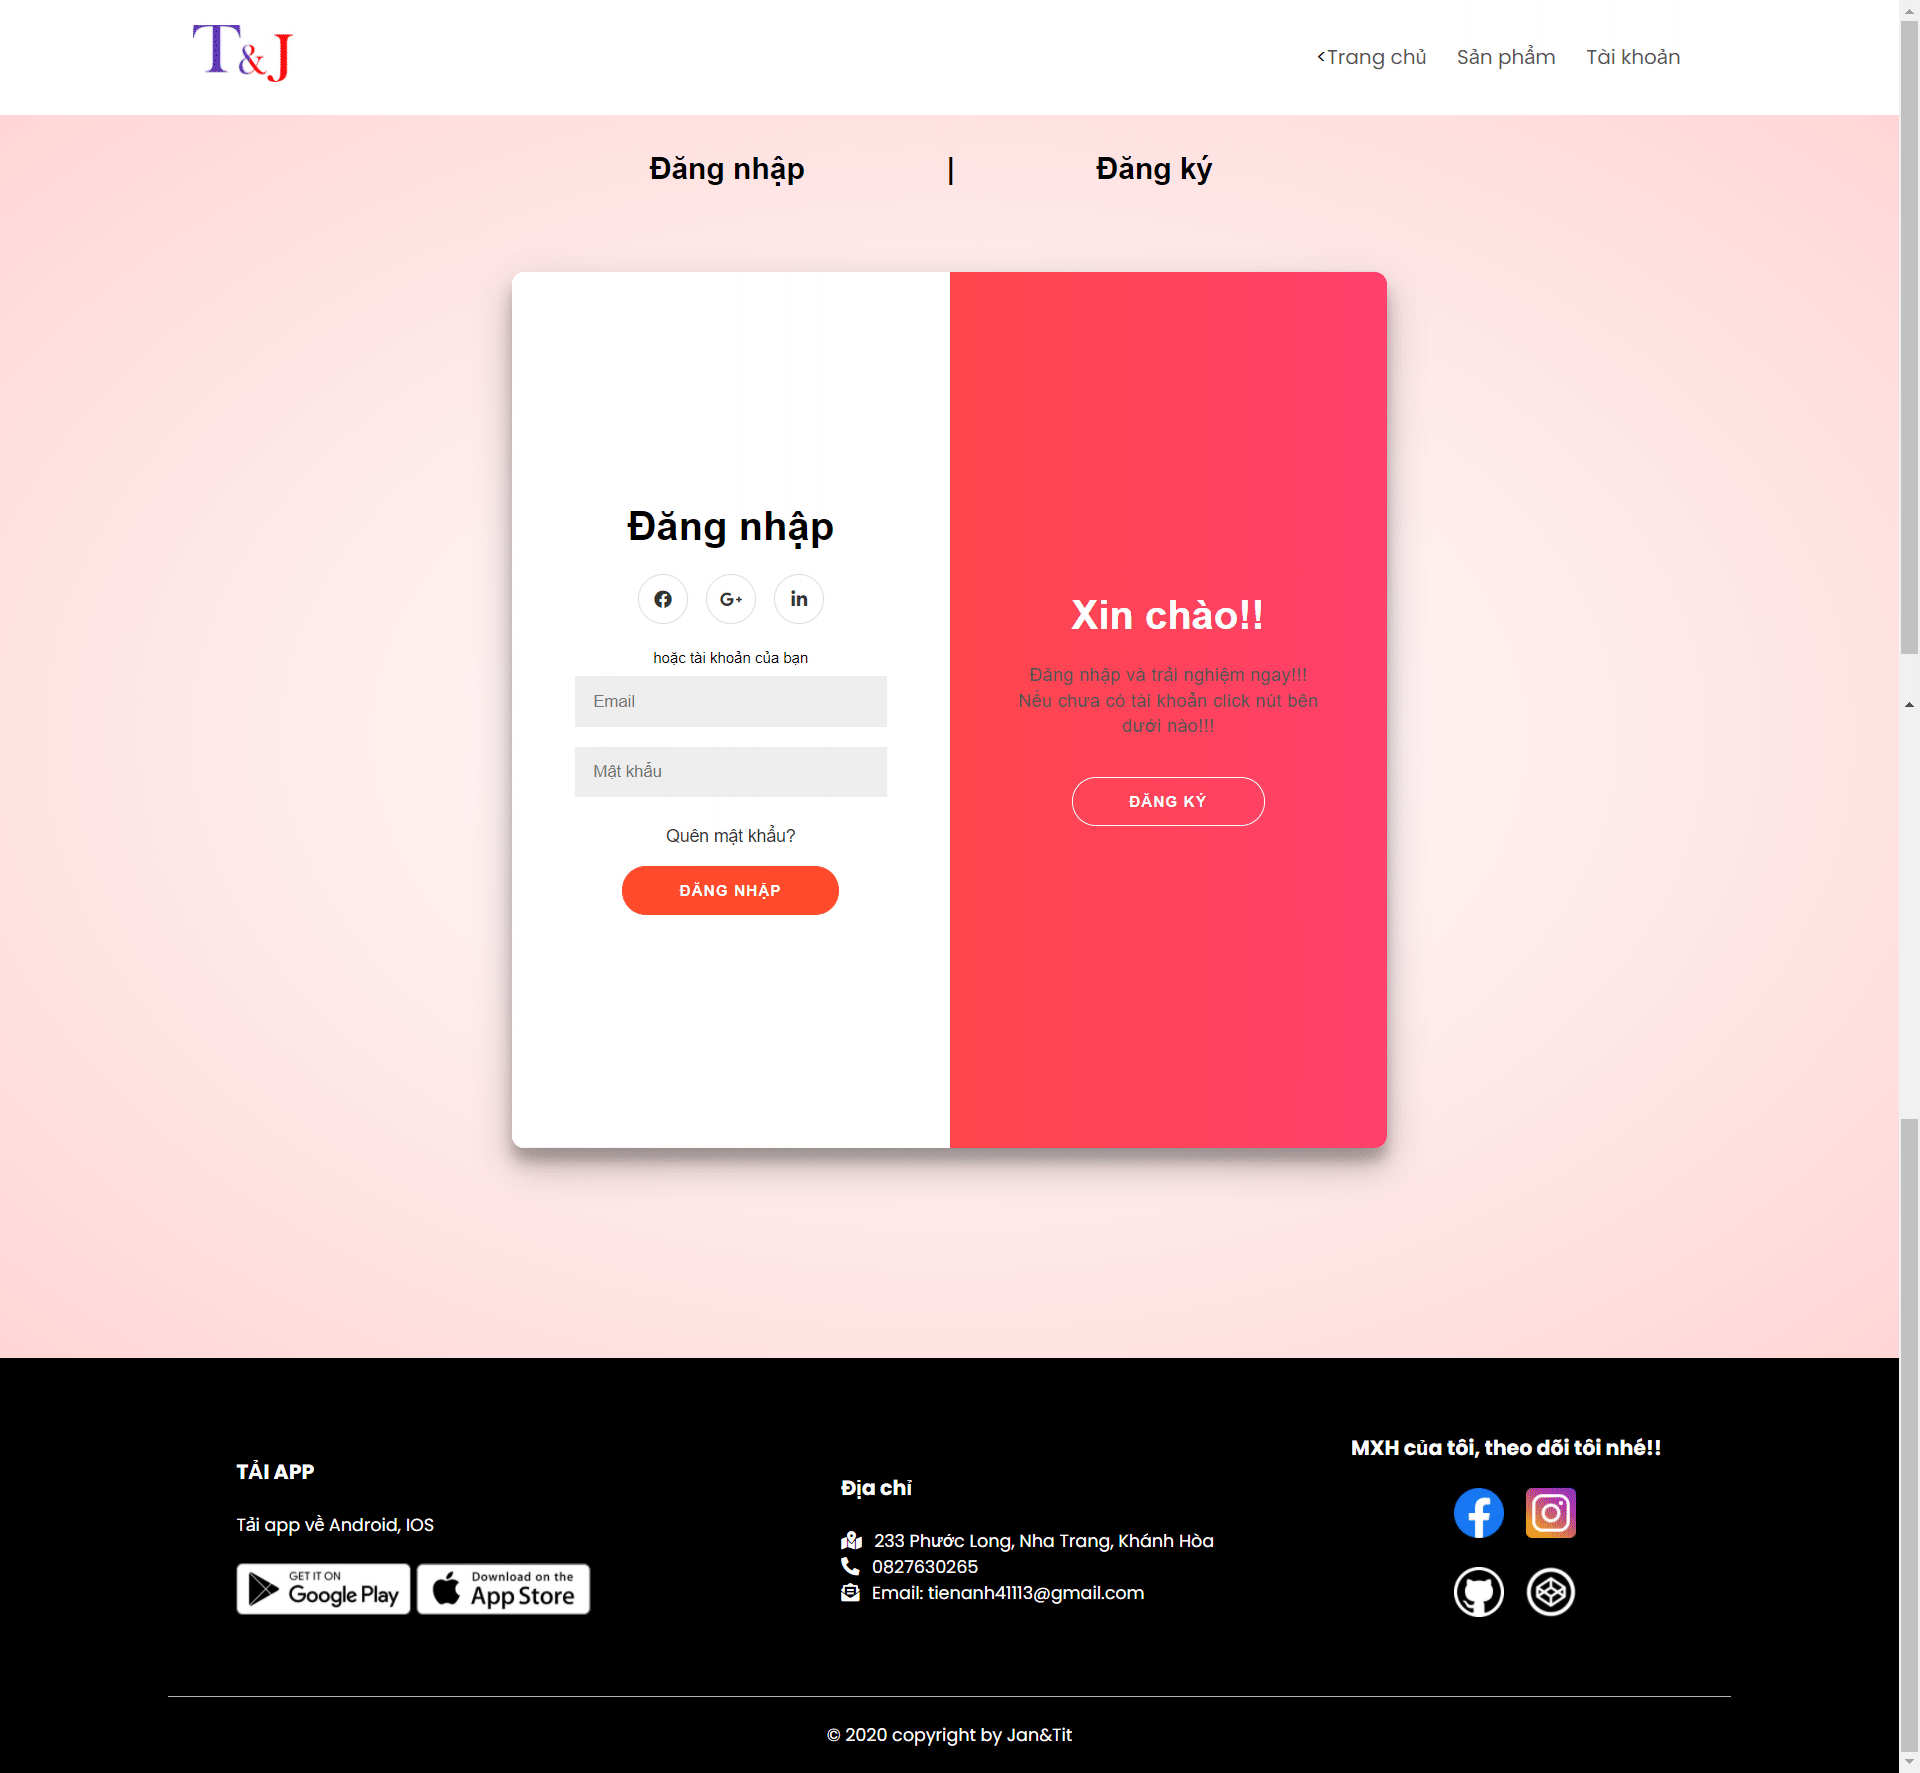 T&J
<Trang chủ Sản phẩm Tài khoản
Đăng nhập | Đăng ký
Đăng nhập
G+ in
hoặc tài khoản của bạn
Email
Mật khẩu
Quên mật khẩu?
ĐĂNG NHẬP
Xin chào!!
Đăng nhập và trải nghiệm ngay!!!
Nếu chưa có tài khoản click nút bên
dưới nào!!!
ĐĂNG KÝ
TẢI APP
Tải app về Android, IOS
GET IT ON
Google Play
Download on the
App Store
Địa chỉ
233 Phước Long, Nha Trang, Khánh Hòa
0827630265
Email: tienanh41113@gmail.com
MXH của tôi, theo dõi tôi nhé!!
© 2020 copyright by Jan&Tit